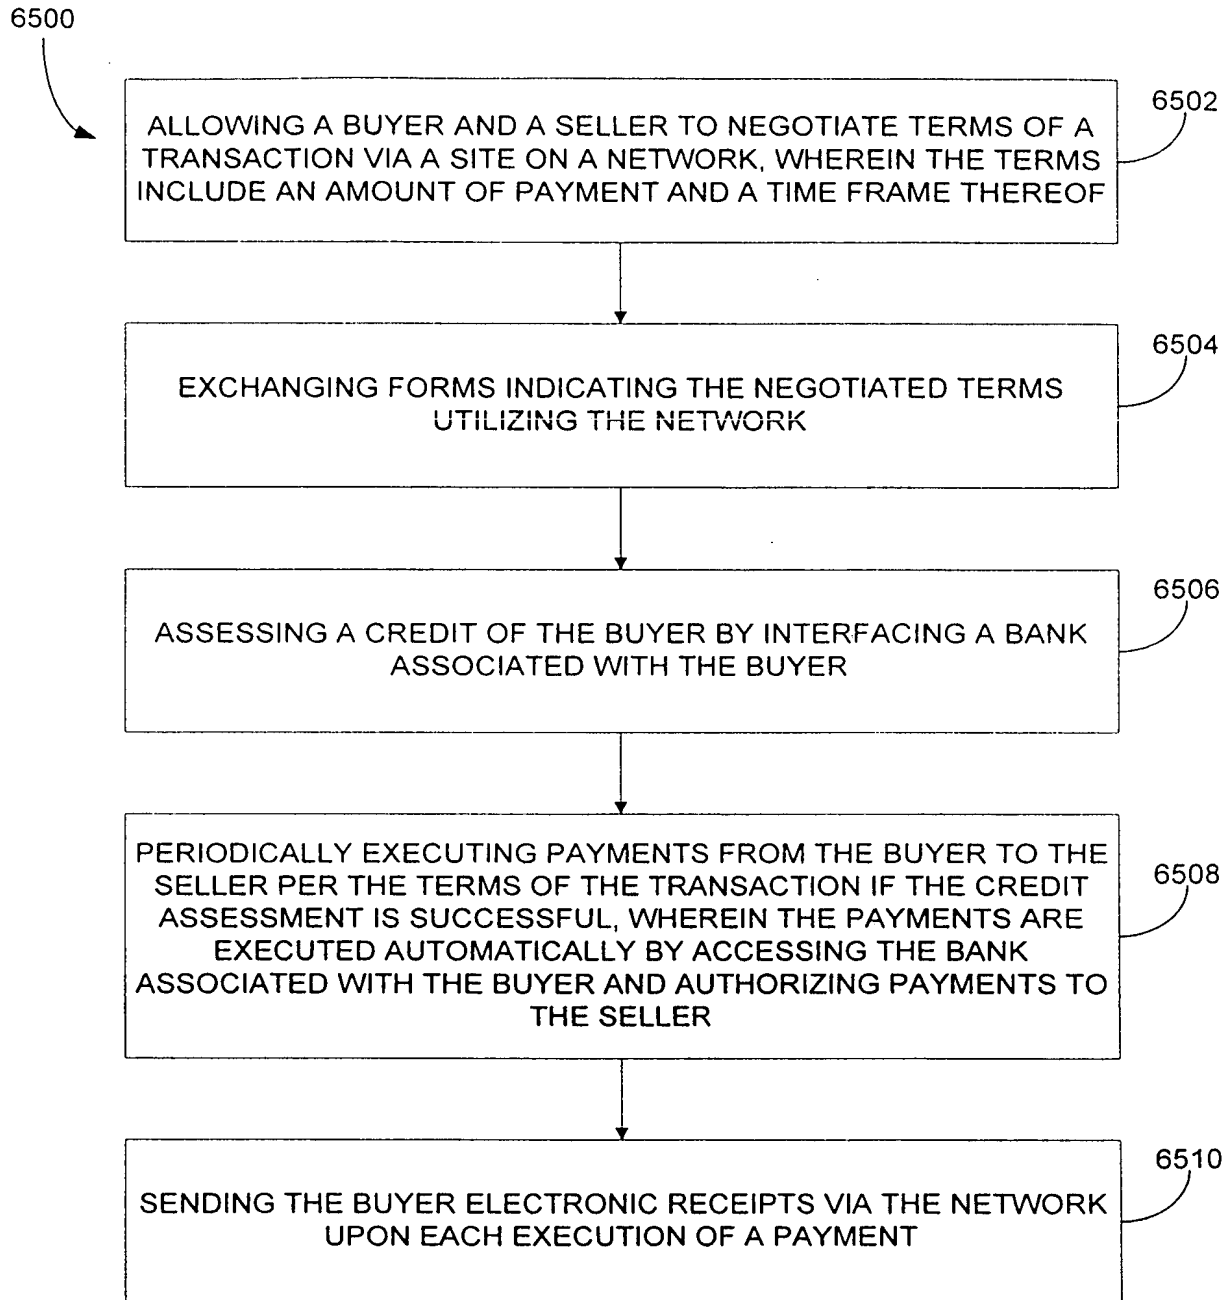 6500
6502
ALLOWING A BUYER AND A SELLER TO NEGOTIATE TERMS OF A
TRANSACTION VIA A SITE ON A NETWORK, WHEREIN THE TERMS
INCLUDE AN AMOUNT OF PAYMENT AND A TIME FRAME THEREOF
6504
EXCHANGING FORMS INDICATING THE NEGOTIATED TERMS
UTILIZING THE NETWORK
6506
ASSESSING A CREDIT OF THE BUYER BY INTERFACING A BANK
ASSOCIATED WITH THE BUYER
6508
PERIODICALLY EXECUTING PAYMENTS FROM THE BUYER TO THE
SELLER PER THE TERMS OF THE TRANSACTION IF THE CREDIT
ASSESSMENT IS SUCCESSFUL, WHEREIN THE PAYMENTS ARE
EXECUTED AUTOMATICALLY BY ACCESSING THE BANK
ASSOCIATED WITH THE BUYER AND AUTHORIZING PAYMENTS TO
THE SELLER
6510
SENDING THE BUYER ELECTRONIC RECEIPTS VIA THE NETWORK
UPON EACH EXECUTION OF A PAYMENT